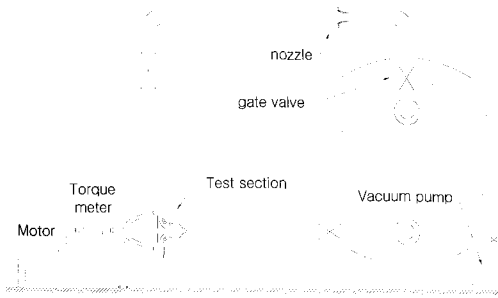 nozzle
gate valve
Torque
meter
Test section
Vacuum pump
Motor